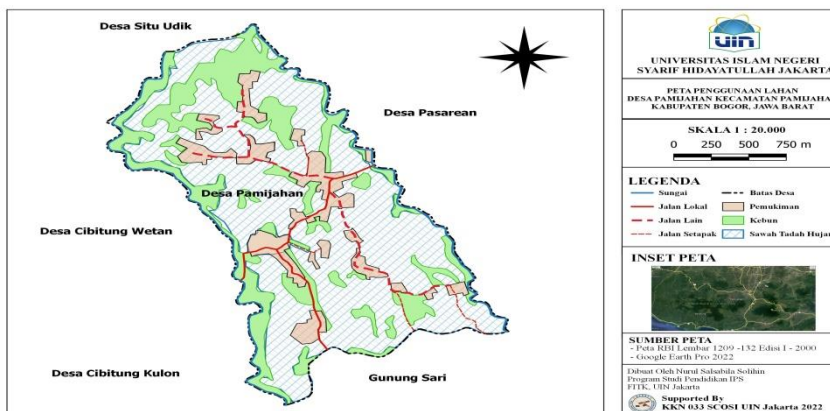 Desa Situ Udik
Desa Pasarean
Desa Pamijahan
Desa Cibitung Wetan
Desa Cibitung Kulon
Gunung Sari
UIN
UNIVERSITAS ISLAM NEGERI
SYARIF HIDAYATULLAH JAKARTA
PETA PENGGUNAAN LAHAN
DESA PAMIJAHAN KECAMATAN PAMIJAHA
KABUPATEN BOGOR, JAWA BARAT
SKALA 1 : 20.000
0 250 500 750 m
LEGENDA
Sungai Batas Desa
Jalan Lokal Pemukiman
Jalan Lain Kebun
Jalan Setapak Sawah Tadah Hujan
INSET PETA
SUMBER PETA
- Peta RBI Lembar 1209 -132 Edisi I - 2000
- Google Earth Pro 2022
Dibuat Oleh Nurul Salsabila Solihin
Program Studi Pendidikan IPS
FITK, UIN Jakarta
Supported By
KKN 033 SCOSI UIN Jakarta 2022